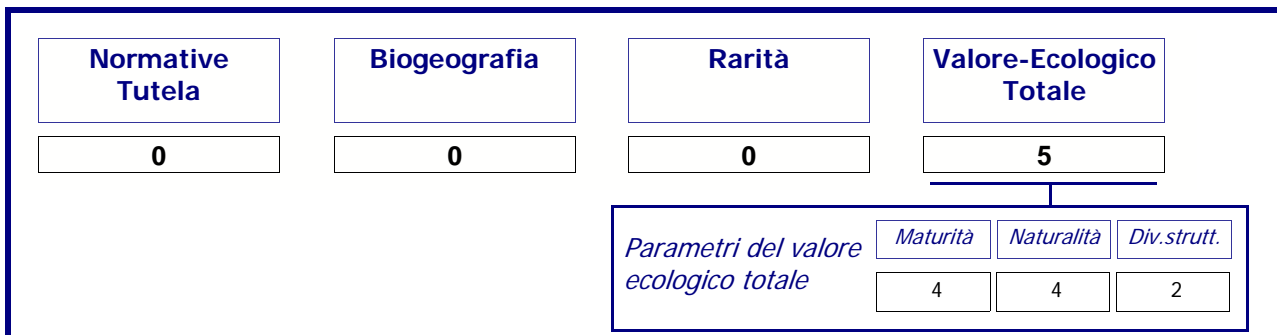 Normative
Tutela
Biogeografia
Rarità
Valore-Ecologico
Totale
0
0
0
5
Parametri del valore
ecologico totale
Maturità
Naturalità
Div.strutt.
4
4
2